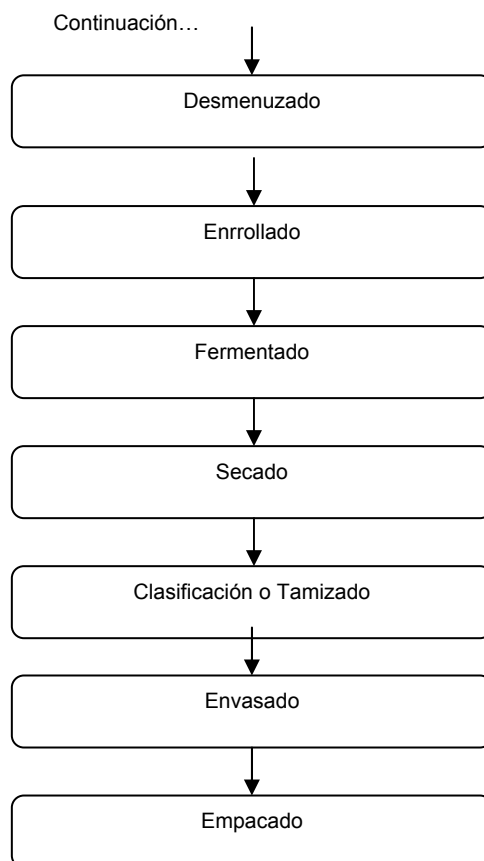 Continuación…
Desmenuzado
Enrrollado
Fermentado
Secado
Clasificación o Tamizado
Envasado
Empacado